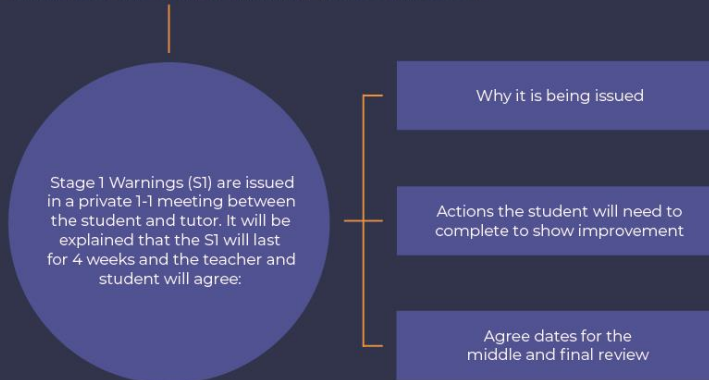 Stage 1 Warnings (S1) are issued
in a private 1-1 meeting between
the student and tutor. It will be
explained that the S1 will last
for 4 weeks and the teacher and
student will agree:
Why it is being issued
Actions the student will need to
complete to show improvement
Agree dates for the
middle and final review